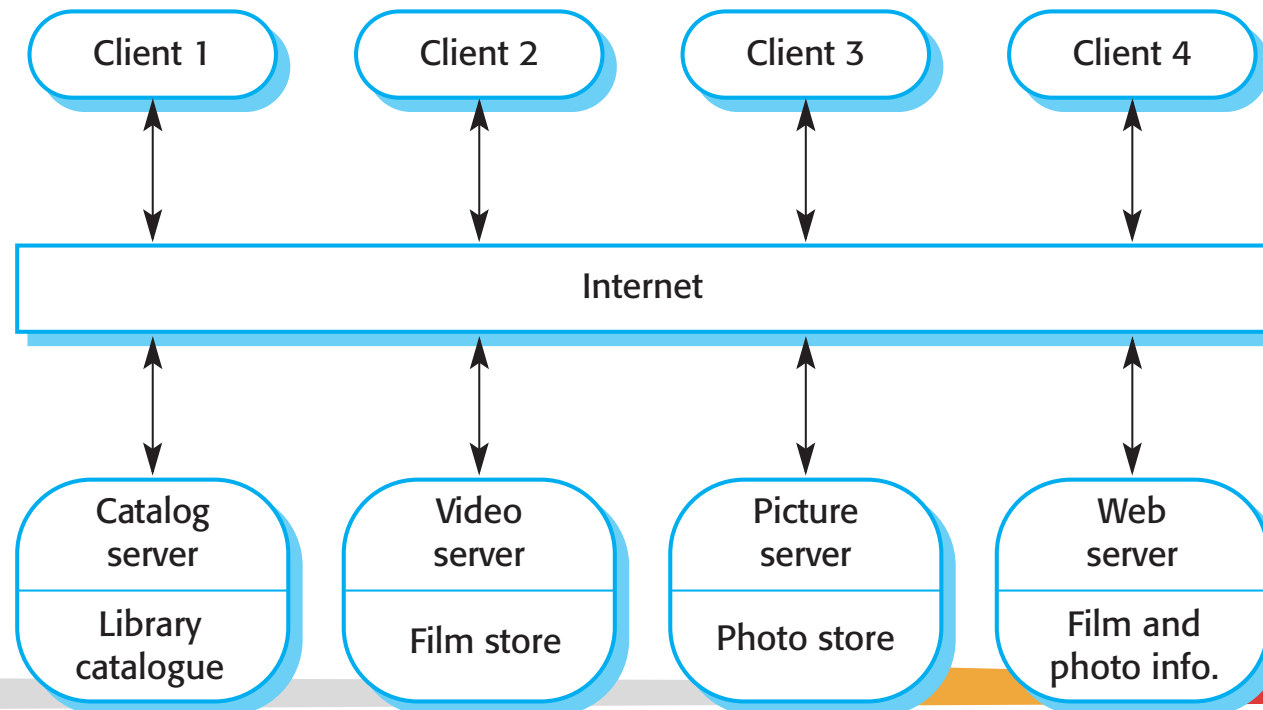 Client 1
Client 2
Client 3
Client 4
Internet
Catalog
server
Library
catalogue
Video
server
Film store
Picture
server
Photo store
Web
server
Film and
photo info.